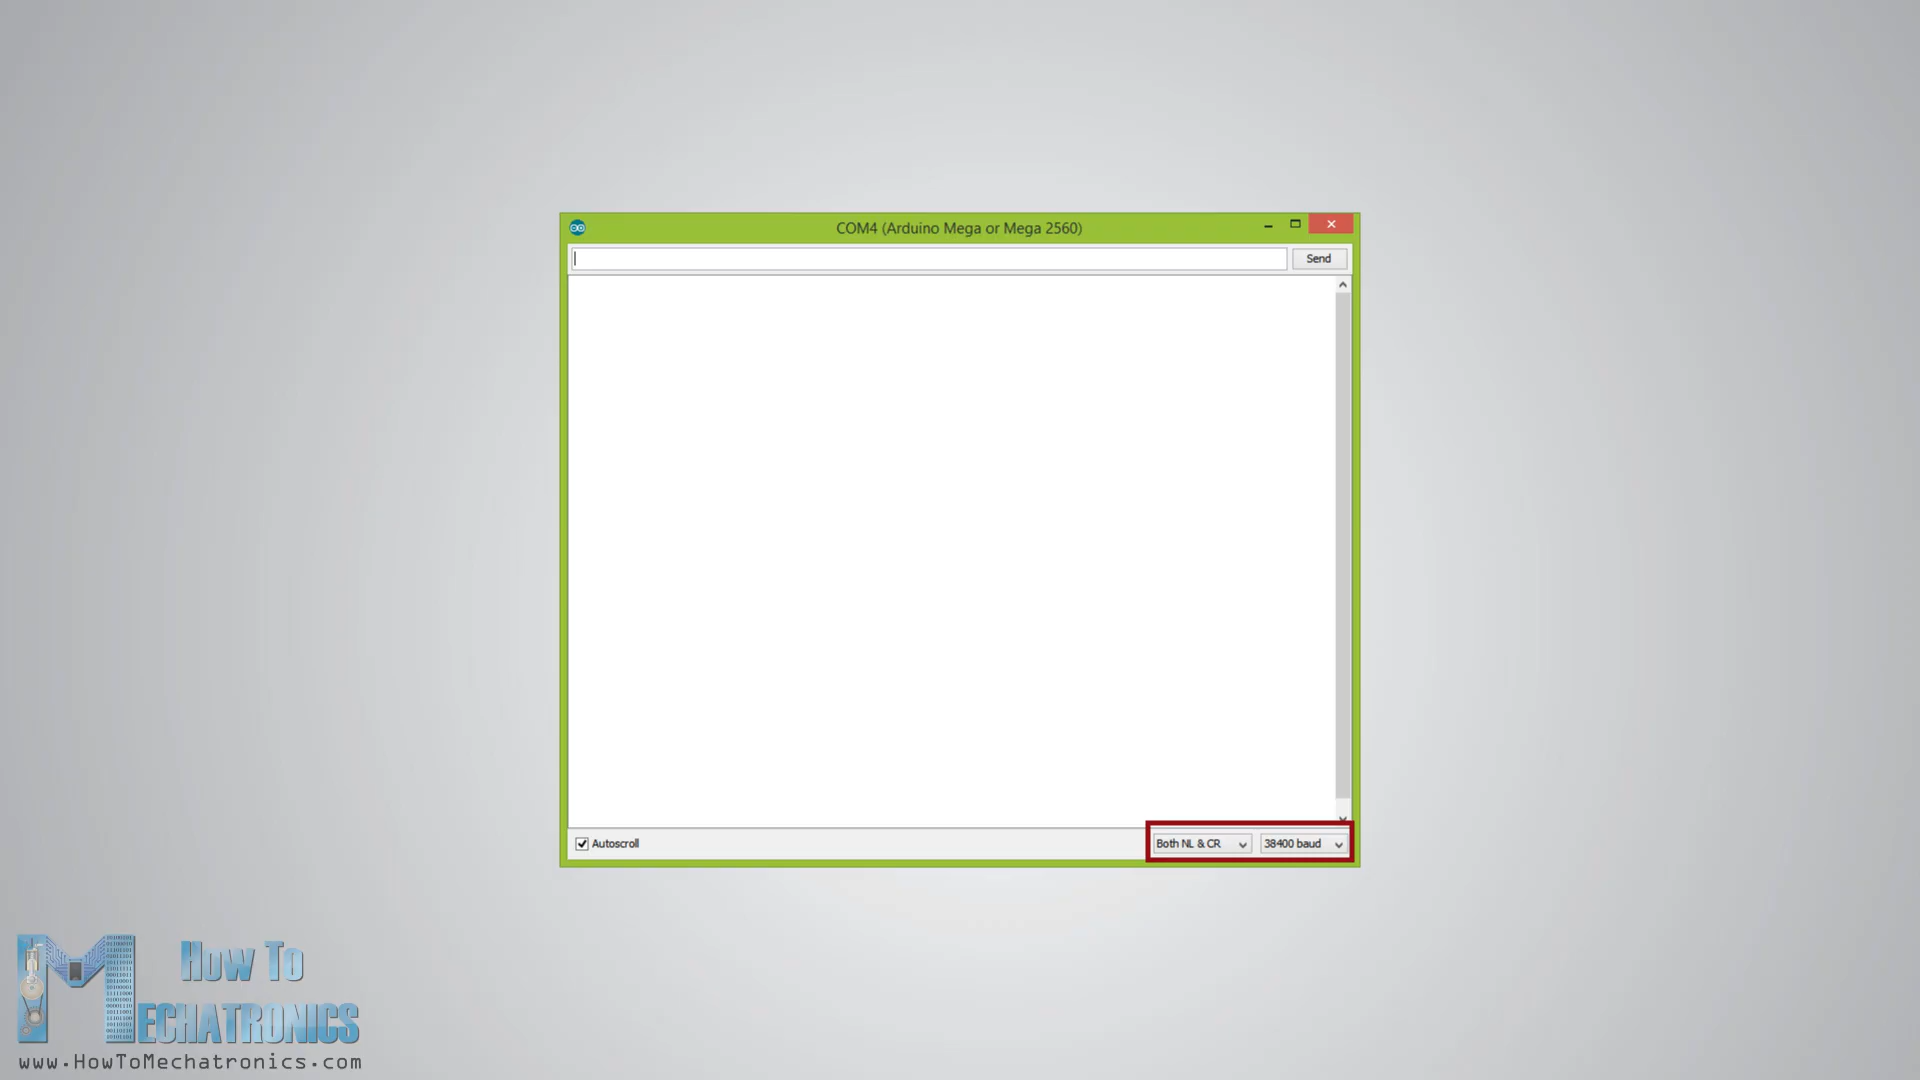 COM4 (Arduino Mega or Mega 2560)
Send
Autoscroll
Both NL & CR
38400 baud
How To
MECHATRONICS
www.HowToMechatronics.com